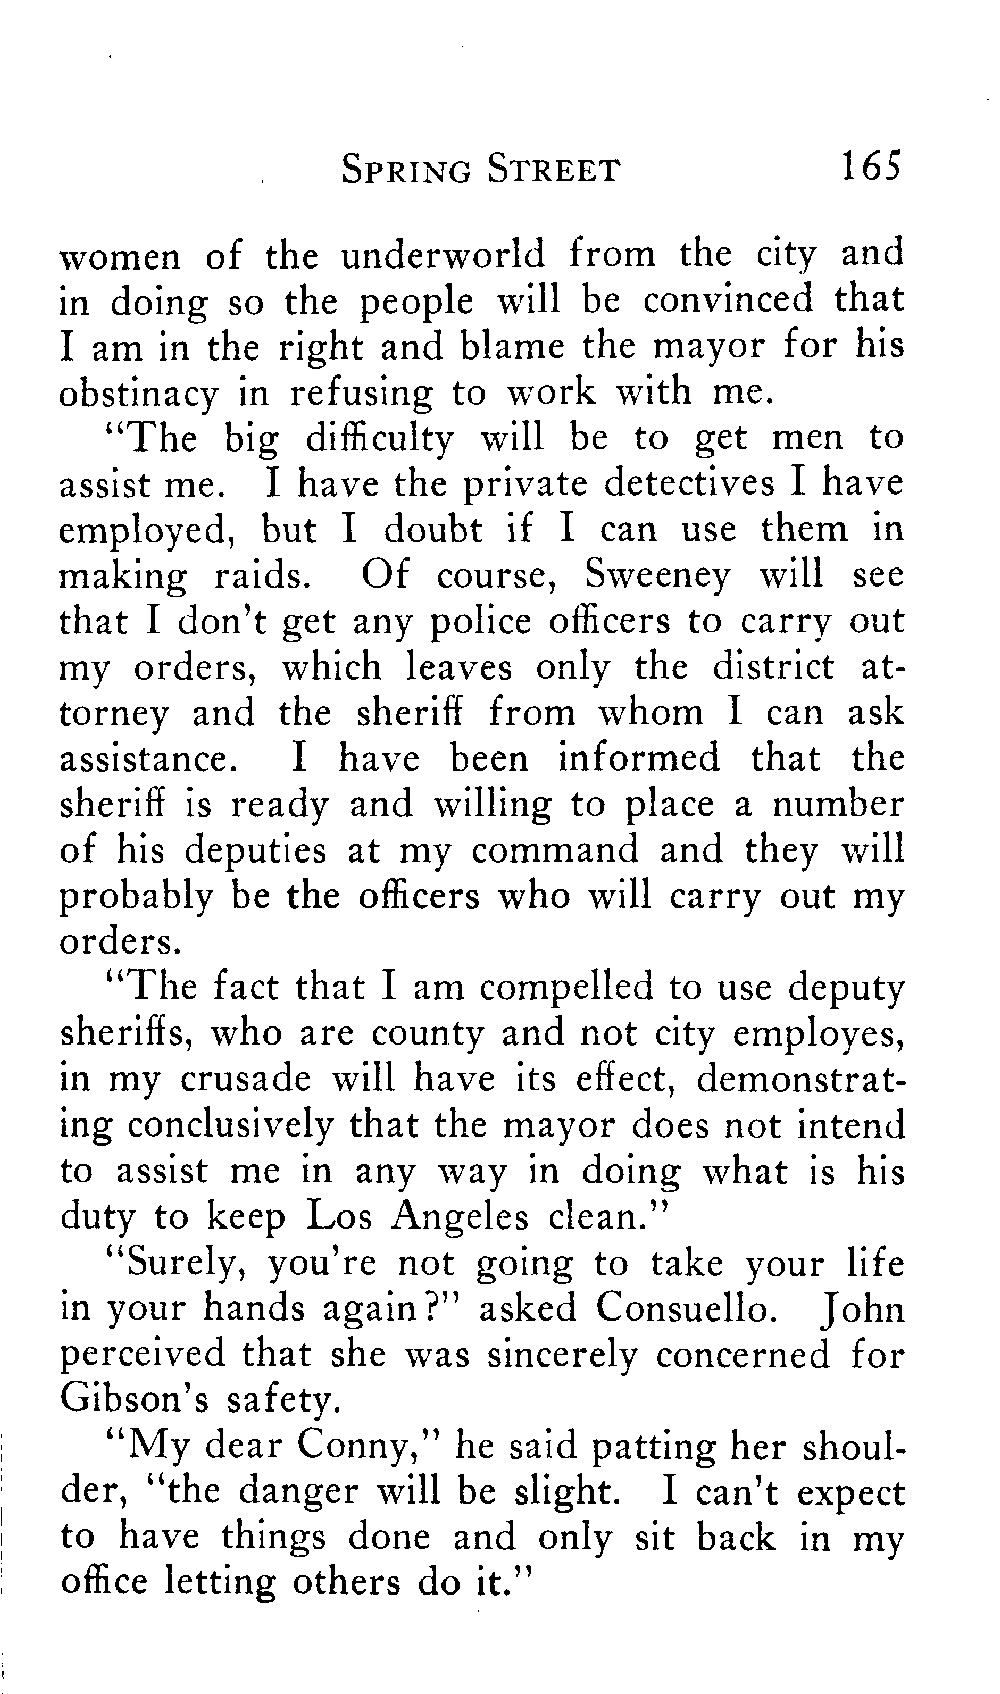 SPRING STREET 165
women of the underworld from the city and
in doing so the people will be convinced that
I am in the right and blame the mayor for his
obstinacy in refusing to work with me.
"The big difficulty will be to get men to
assist me. I have the private detectives I have
employed, but I doubt if I can use them in
making raids. Of course, Sweeney will see
that I don't get any police officers to carry out
my orders, which leaves only the district at-
torney and the sheriff from whom I can ask
assistance. I have been informed that the
sheriff is ready and willing to place a number
of his deputies at my command and they will
probably be the officers who will carry out my
orders.
"The fact that I am compelled to use deputy
sheriffs, who are county and not city employes,
in my crusade will have its effect, demonstrat-
ing conclusively that the mayor does not intend
to assist me in any way in doing what is his
duty to keep Los Angeles clean."
"Surely, you're not going to take your life
in your hands again?" asked Consuello. John
perceived that she was sincerely concerned for
Gibson's safety.
"My dear Conny," he said patting her shoul-
der, "the danger will be slight. I can't expect
to have things done and only sit back in my
office letting others do it."